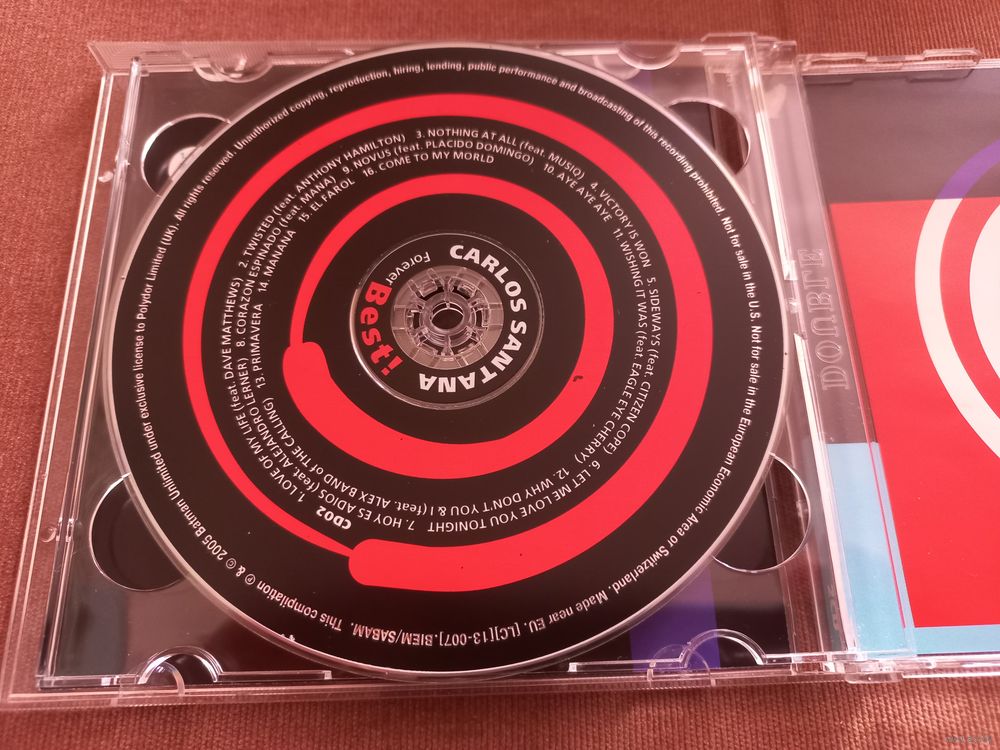 CARLOS SANTANA
Forever
its Best
CD02
1. LOVE OF MY LIFE (feat. DAVE MATTHEWS) 2. TWISTED (feat. ANTHONY HAMILTON) 3. NOTHING AT ALL (feat. MUSIQ) 4. VICTORY IS WON 5. SIDEWAYS (feat. CITIZEN COPE) 6. LET ME LOVE YOU TONIGHT
7. HOY ES ADIOS (feat. ALEJANDRO LERNER) 8. CORAZON ESPINADO (feat. MANA) 9. NOVUS (feat. PLACIDO DOMINGO) 10. AYE AYE AYE 11. WISHING IT WAS (feat. EAGLE EYE CHERRY) 12. WHY DON'T YOU & I (feat. ALEX BAND of THE CALLING) 13. PRIMAVERA 14. MANANA 15. EL FAROL 16. COME TO MY MORLD
This compilation ℗ & © 2005 Batman Unlimited under exclusive license to Polydor Limited (UK). All rights reserved. Unauthorized copying, reproduction, hiring, lending, public performance and broadcasting of this recording prohibited. Not for sale in the U.S. Not for sale in the European Economic Area or Switzerland. Made near EU. [LC][13-007]. BIEM/SABAM.
DOUBLE